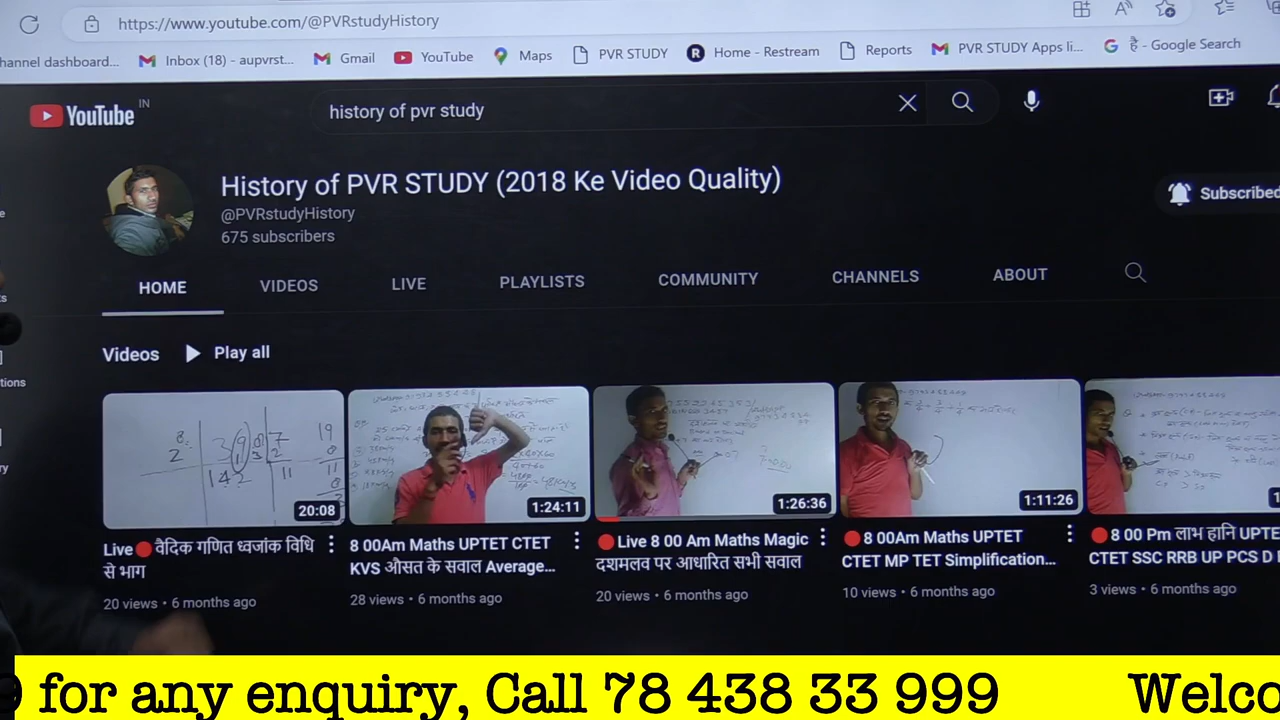 https://www.youtube.com/@PVRstudyHistory
hannel dashboard... Inbox (18) - aupvrst... Gmail YouTube Maps PVR STUDY Home - Restream Reports PVR STUDY Apps li... है - Google Search
YouTube IN
history of pvr study
History of PVR STUDY (2018 Ke Video Quality)
@PVRstudyHistory
675 subscribers
Subscribed
HOME VIDEOS LIVE PLAYLISTS COMMUNITY CHANNELS ABOUT
Videos Play all
20:08 1:24:11 1:26:36 1:11:26
Live🔴वैदिक गणित ध्वजांक विधि
से भाग
20 views • 6 months ago
8 00Am Maths UPTET CTET
KVS औसत के सवाल Average...
28 views • 6 months ago
🔴Live 8 00 Am Maths Magic
दशमलव पर आधारित सभी सवाल
20 views • 6 months ago
🔴8 00Am Maths UPTET
CTET MP TET Simplification...
10 views • 6 months ago
🔴8 00 Pm लाभ हानि UPTE
CTET SSC RRB UP PCS D
3 views • 6 months ago
9 for any enquiry, Call 78 438 33 999 Welco